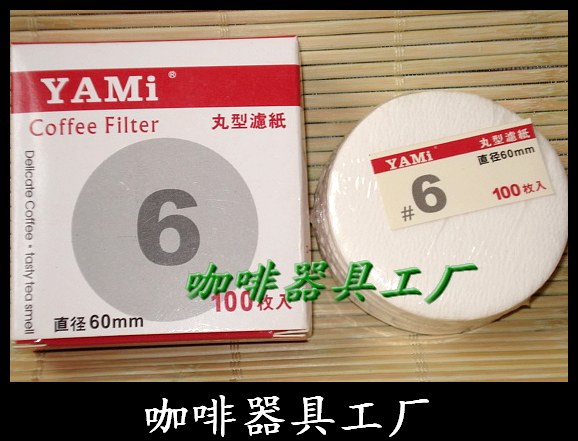 YAMi®
Coffee Filter 丸型濾紙
Delicate Coffee・tasty tea smell
6
100枚入
直径60mm
YAMi® 丸型濾紙
直径60mm
#6
100枚入
咖啡器具工厂
咖啡器具工厂